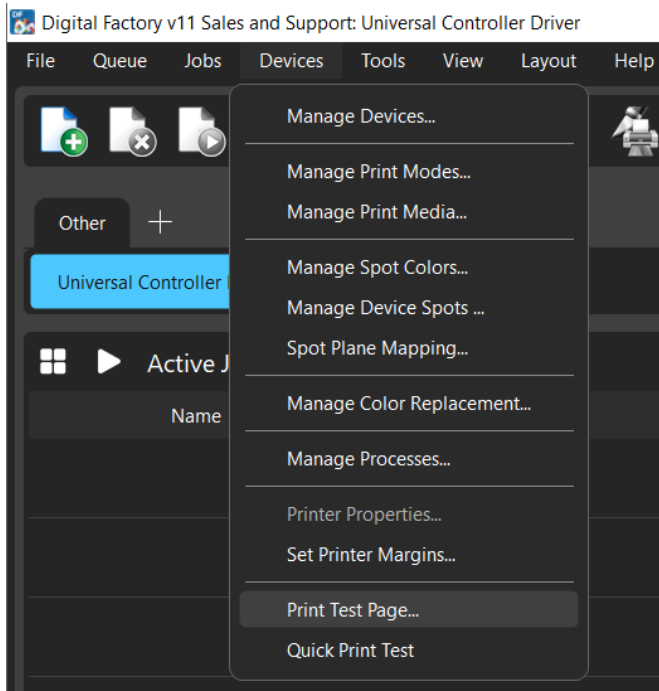 Digital Factory v11 Sales and Support: Universal Controller Driver
File Queue Jobs Devices Tools View Layout Help
Manage Devices...
Manage Print Modes...
Manage Print Media...
Other
Manage Spot Colors...
Universal Controller
Manage Device Spots ...
Spot Plane Mapping...
Active J
Manage Color Replacement...
Name
Manage Processes...
Printer Properties...
Set Printer Margins...
Print Test Page...
Quick Print Test